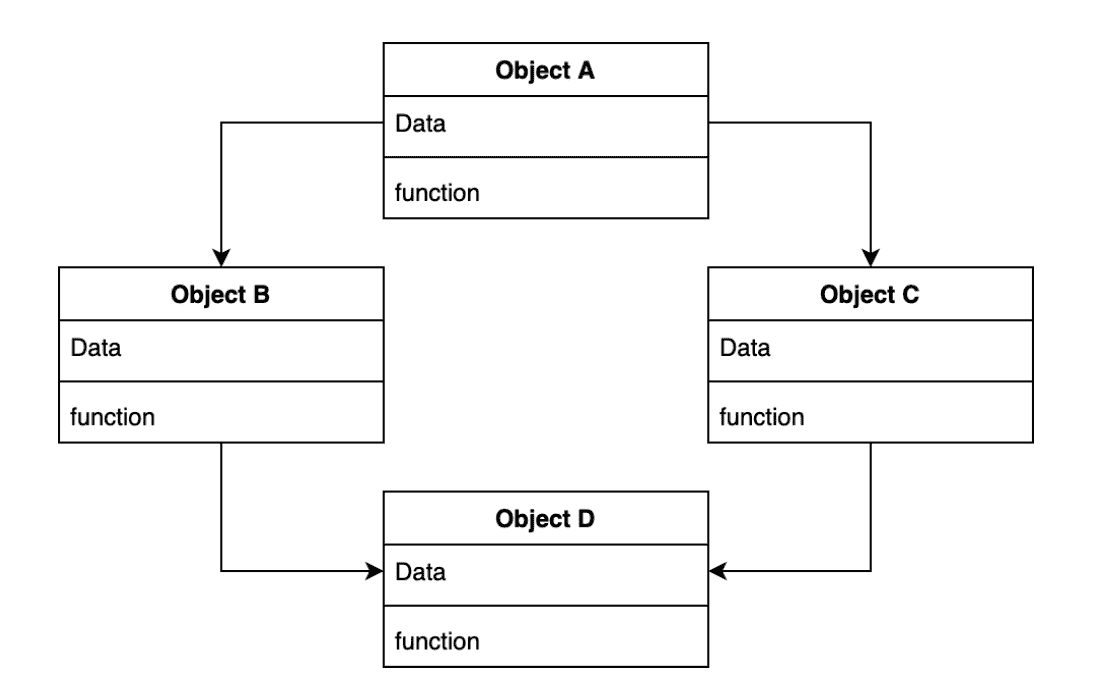 Object A
Data
function
Object B
Data
function
Object C
Data
function
Object D
Data
function